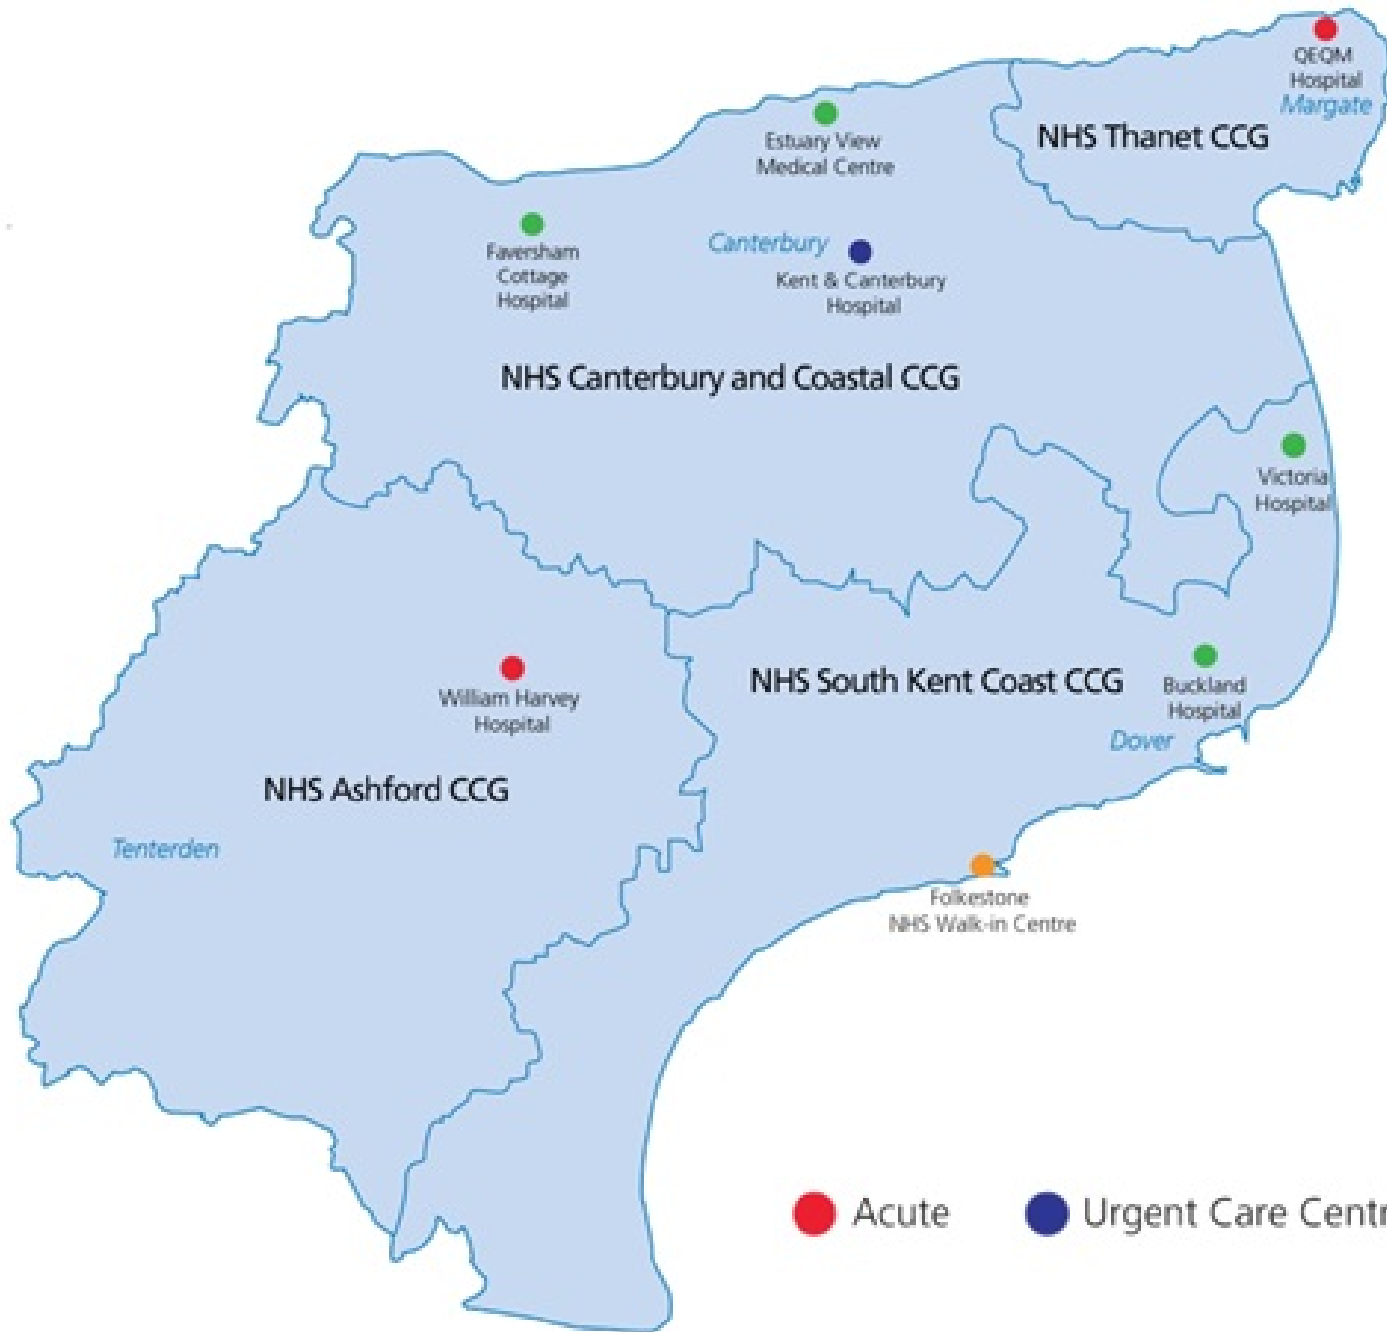 QEQM
Hospital
Margate
NHS Thanet CCG
Estuary View
Medical Centre
Faversham
Cottage
Hospital
Canterbury
Kent & Canterbury
Hospital
NHS Canterbury and Coastal CCG
Victoria
Hospital
William Harvey
Hospital
NHS South Kent Coast CCG
Buckland
Hospital
Dover
NHS Ashford CCG
Tenterden
Folkestone
NHS Walk-in Centre
Acute
Urgent Care Centr